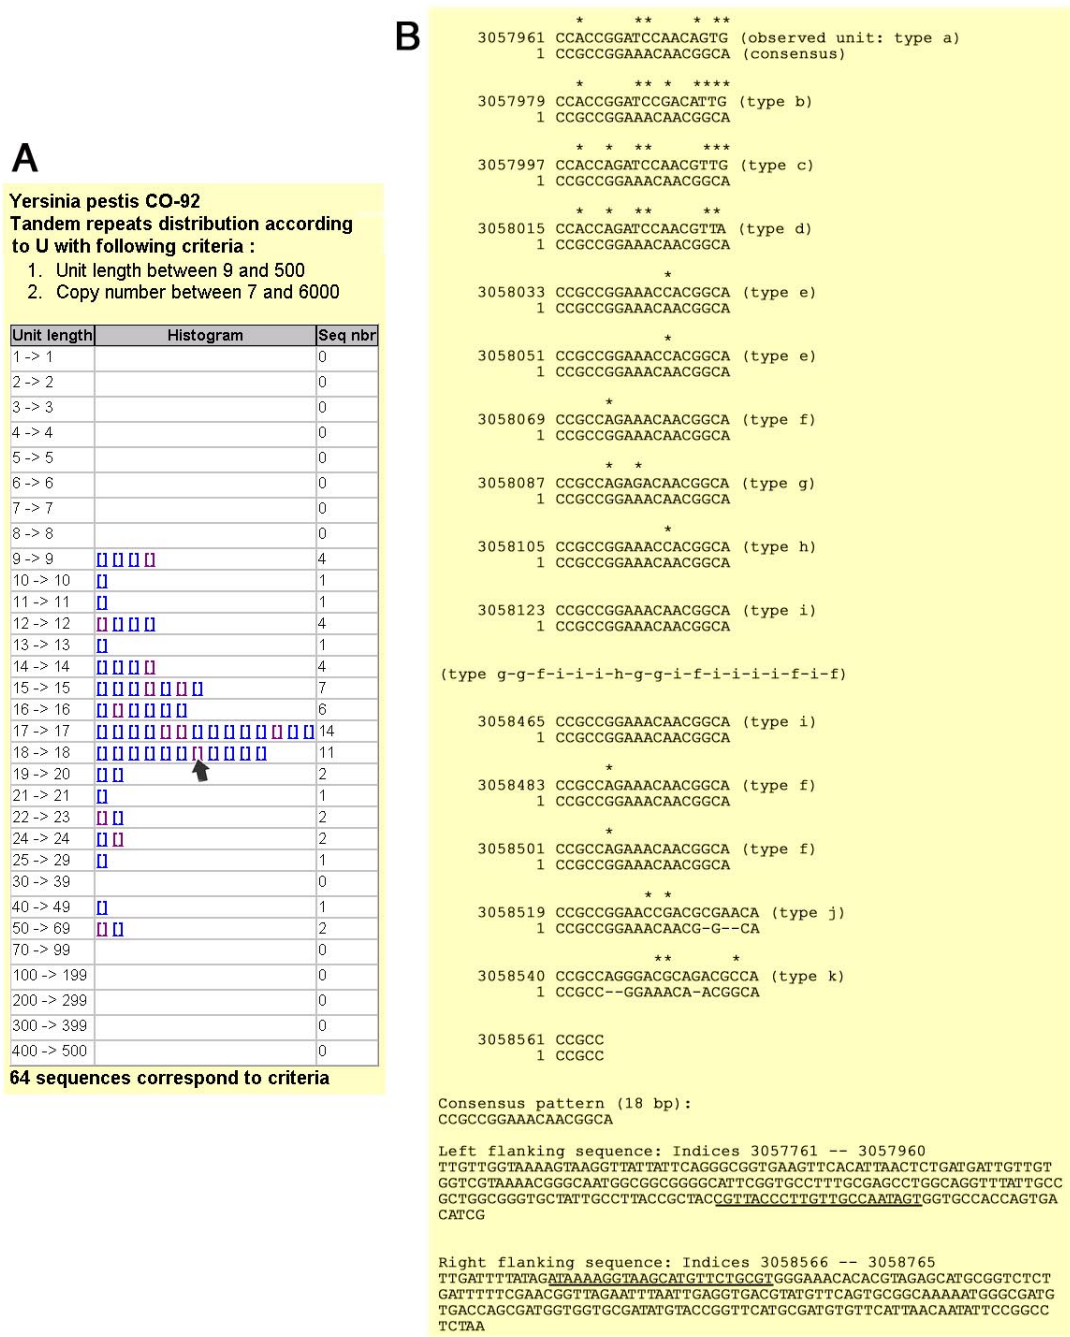 A
Yersinia pestis CO-92
Tandem repeats distribution according
to U with following criteria :
1. Unit length between 9 and 500
2. Copy number between 7 and 6000
Unit length Histogram Seq nbr
1 -> 1 0
2 -> 2 0
3 -> 3 0
4 -> 4 0
5 -> 5 0
6 -> 6 0
7 -> 7 0
8 -> 8 0
9 -> 9 [] [] [] [] 4
10 -> 10 [] 1
11 -> 11 [] 1
12 -> 12 [] [] [] [] 4
13 -> 13 [] 1
14 -> 14 [] [] [] [] 4
15 -> 15 [] [] [] [] [] [] [] 7
16 -> 16 [] [] [] [] [] [] 6
17 -> 17 [] [] [] [] [] [] [] [] [] [] [] [] [] [] 14
18 -> 18 [] [] [] [] [] [] [] [] [] [] [] 11
19 -> 20 [] [] 2
21 -> 21 [] 1
22 -> 23 [] [] 2
24 -> 24 [] [] 2
25 -> 29 [] 1
30 -> 39 0
40 -> 49 [] 1
50 -> 69 [] [] 2
70 -> 99 0
100 -> 199 0
200 -> 299 0
300 -> 399 0
400 -> 500 0
64 sequences correspond to criteria
B
* ** * **
3057961 CCACCGGATCCAACAGTG (observed unit: type a)
1 CCGCCGGAAACAACGGCA (consensus)
* ** * ****
3057979 CCACCGGATCCGACATTG (type b)
1 CCGCCGGAAACAACGGCA
* * ** ***
3057997 CCACCAGATCCAACGTTG (type c)
1 CCGCCGGAAACAACGGCA
* * ** **
3058015 CCACCAGATCCAACGTTA (type d)
1 CCGCCGGAAACAACGGCA
*
3058033 CCGCCGGAAACCACGGCA (type e)
1 CCGCCGGAAACAACGGCA
*
3058051 CCGCCGGAAACCACGGCA (type e)
1 CCGCCGGAAACAACGGCA
*
3058069 CCGCCAGAAACAACGGCA (type f)
1 CCGCCGGAAACAACGGCA
* *
3058087 CCGCCAGAGACAACGGCA (type g)
1 CCGCCGGAAACAACGGCA
*
3058105 CCGCCGGAAACCACGGCA (type h)
1 CCGCCGGAAACAACGGCA
3058123 CCGCCGGAAACAACGGCA (type i)
1 CCGCCGGAAACAACGGCA
(type g-g-f-i-i-i-h-g-g-i-f-i-i-i-i-f-i-f)
3058465 CCGCCGGAAACAACGGCA (type i)
1 CCGCCGGAAACAACGGCA
*
3058483 CCGCCAGAAACAACGGCA (type f)
1 CCGCCGGAAACAACGGCA
*
3058501 CCGCCAGAAACAACGGCA (type f)
1 CCGCCGGAAACAACGGCA
* *
3058519 CCGCCGGAACCGACGCGAACA (type j)
1 CCGCCGGAAACAACG-G--CA
** *
3058540 CCGCCAGGGACGCAGACGCCA (type k)
1 CCGCC--GGAAACA-ACGGCA
3058561 CCGCC
1 CCGCC
Consensus pattern (18 bp):
CCGCCGGAAACAACGGCA
Left flanking sequence: Indices 3057761 -- 3057960
TTGTTGGTAAAAGTAAGGTTATTATTCAGGGCGGTGAAGTTCACATTAACTCTGATGATTGTTGT
GGTCGTAAAACGGGCAATGGCGGCGGGGCATTCGGTGCCTTTGCGAGCCTGGCAGGTTTATTGCC
GCTGGCGGGTGCTATTGCCTTACCGCTACCGTTACCCTTGTTGCCAATAGTGGTGCCACCAGTGA
CATCG
Right flanking sequence: Indices 3058566 -- 3058765
TTGATTTTATAGATAAAAGGTAAGCATGTTCTGCGTGGGAAACACACGTAGAGCATGCGGTCTCT
GATTTTTCGAACGGTTAGAATTTAATTGAGGTGACGTATGTTCAGTGCGGCAAAAATGGGCGATG
TGACCAGCGATGGTGGTGCGATATGTACCGGTTCATGCGATGTGTTCATTAACAATATTCCGGCC
TCTAA